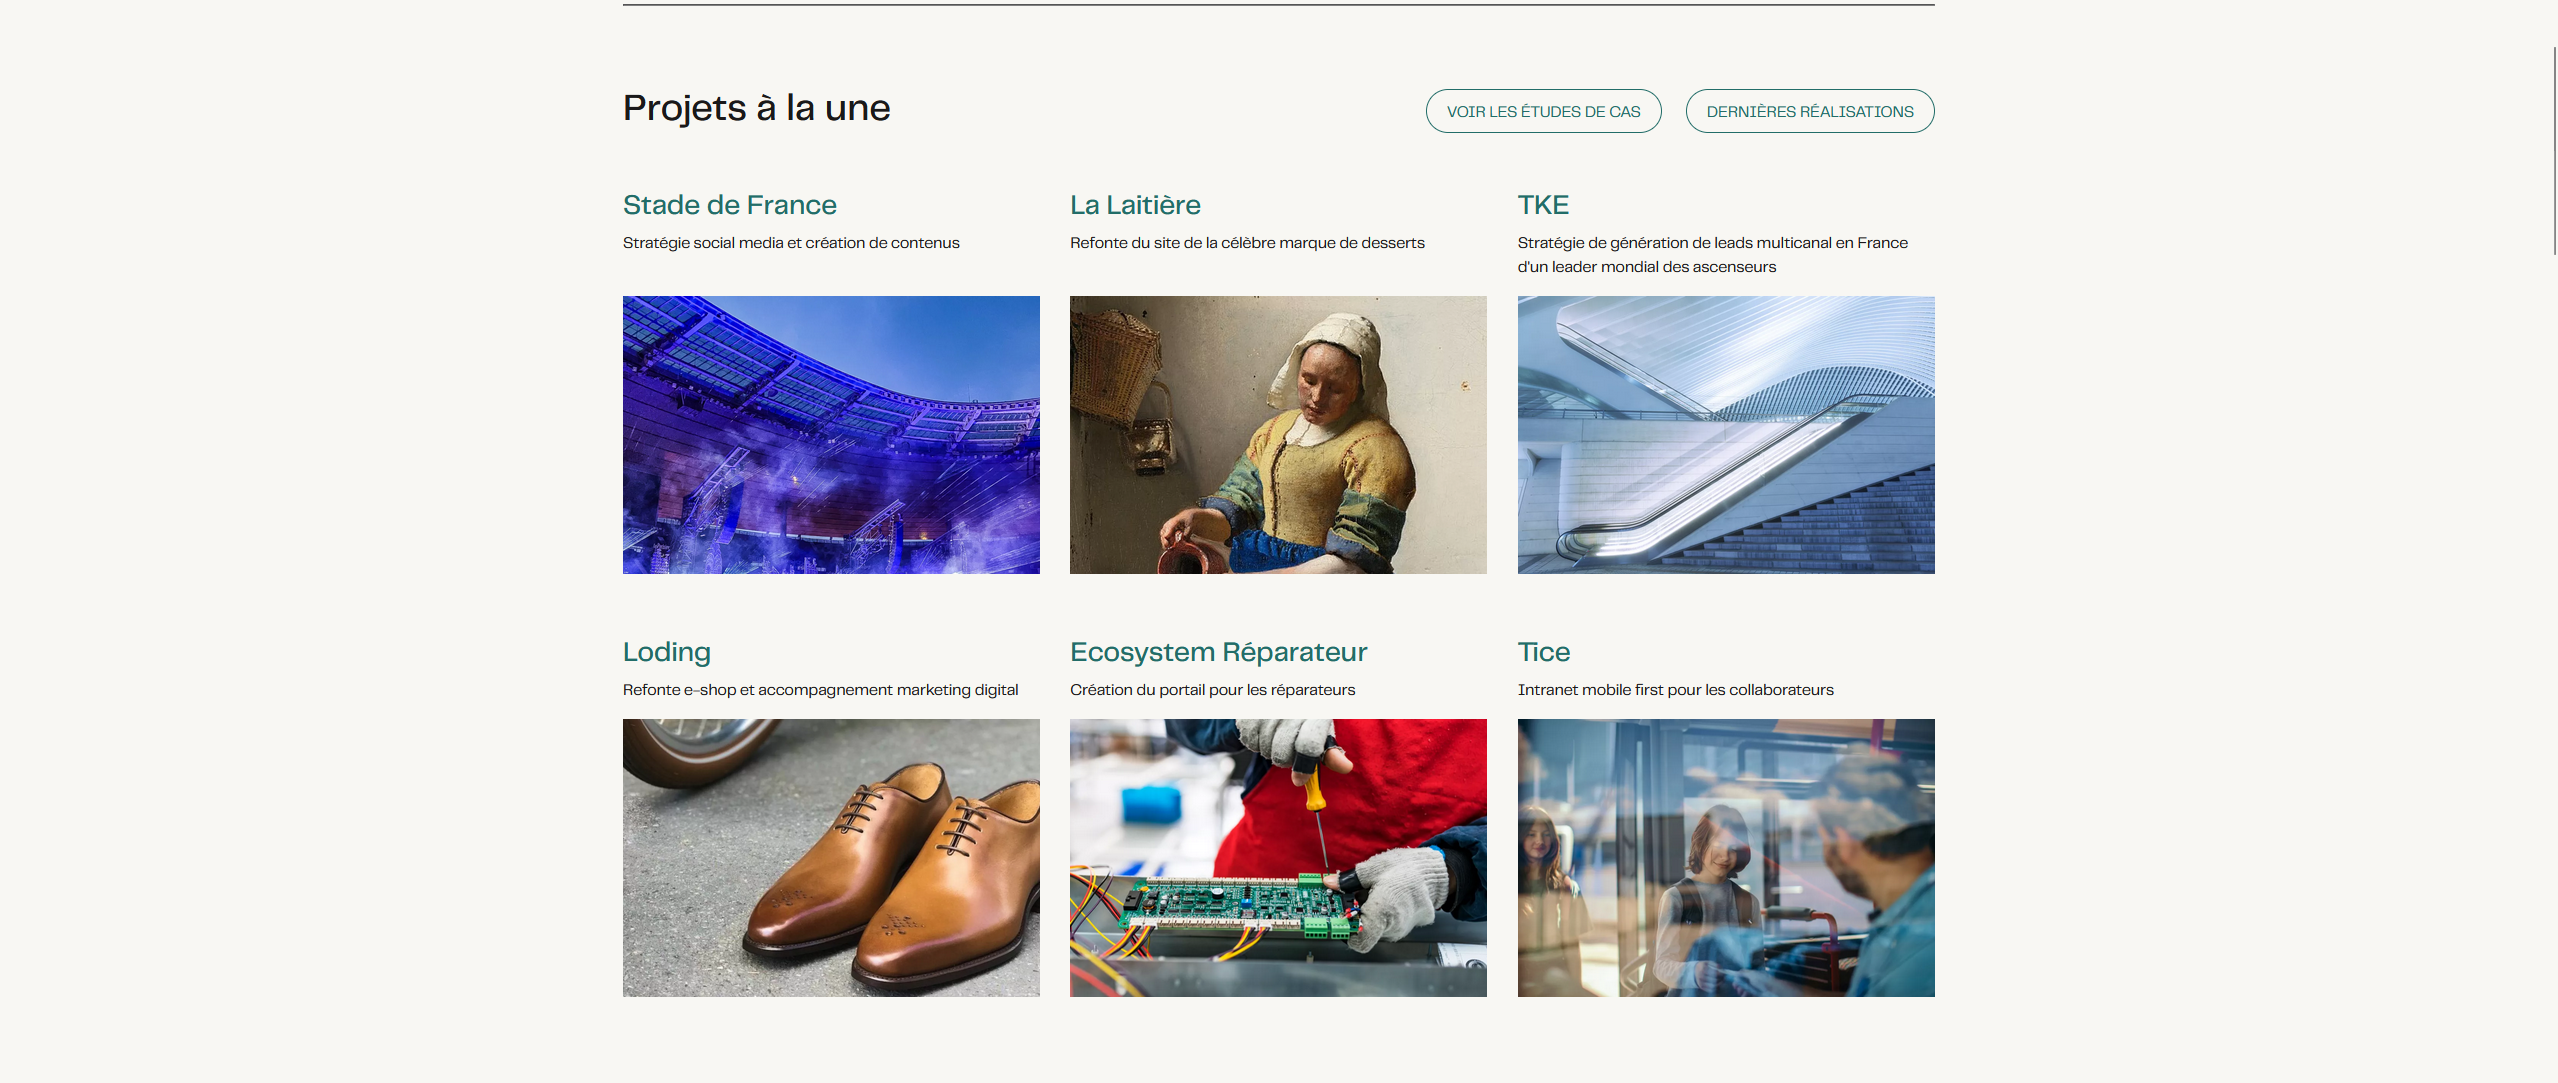 Projets à la une
VOIR LES ÉTUDES DE CAS
DERNIÈRES RÉALISATIONS
Stade de France
Stratégie social media et création de contenus
La Laitière
Refonte du site de la célèbre marque de desserts
TKE
Stratégie de génération de leads multicanal en France
d'un leader mondial des ascenseurs
Loding
Refonte e-shop et accompagnement marketing digital
Ecosystem Réparateur
Création du portail pour les réparateurs
Tice
Intranet mobile first pour les collaborateurs